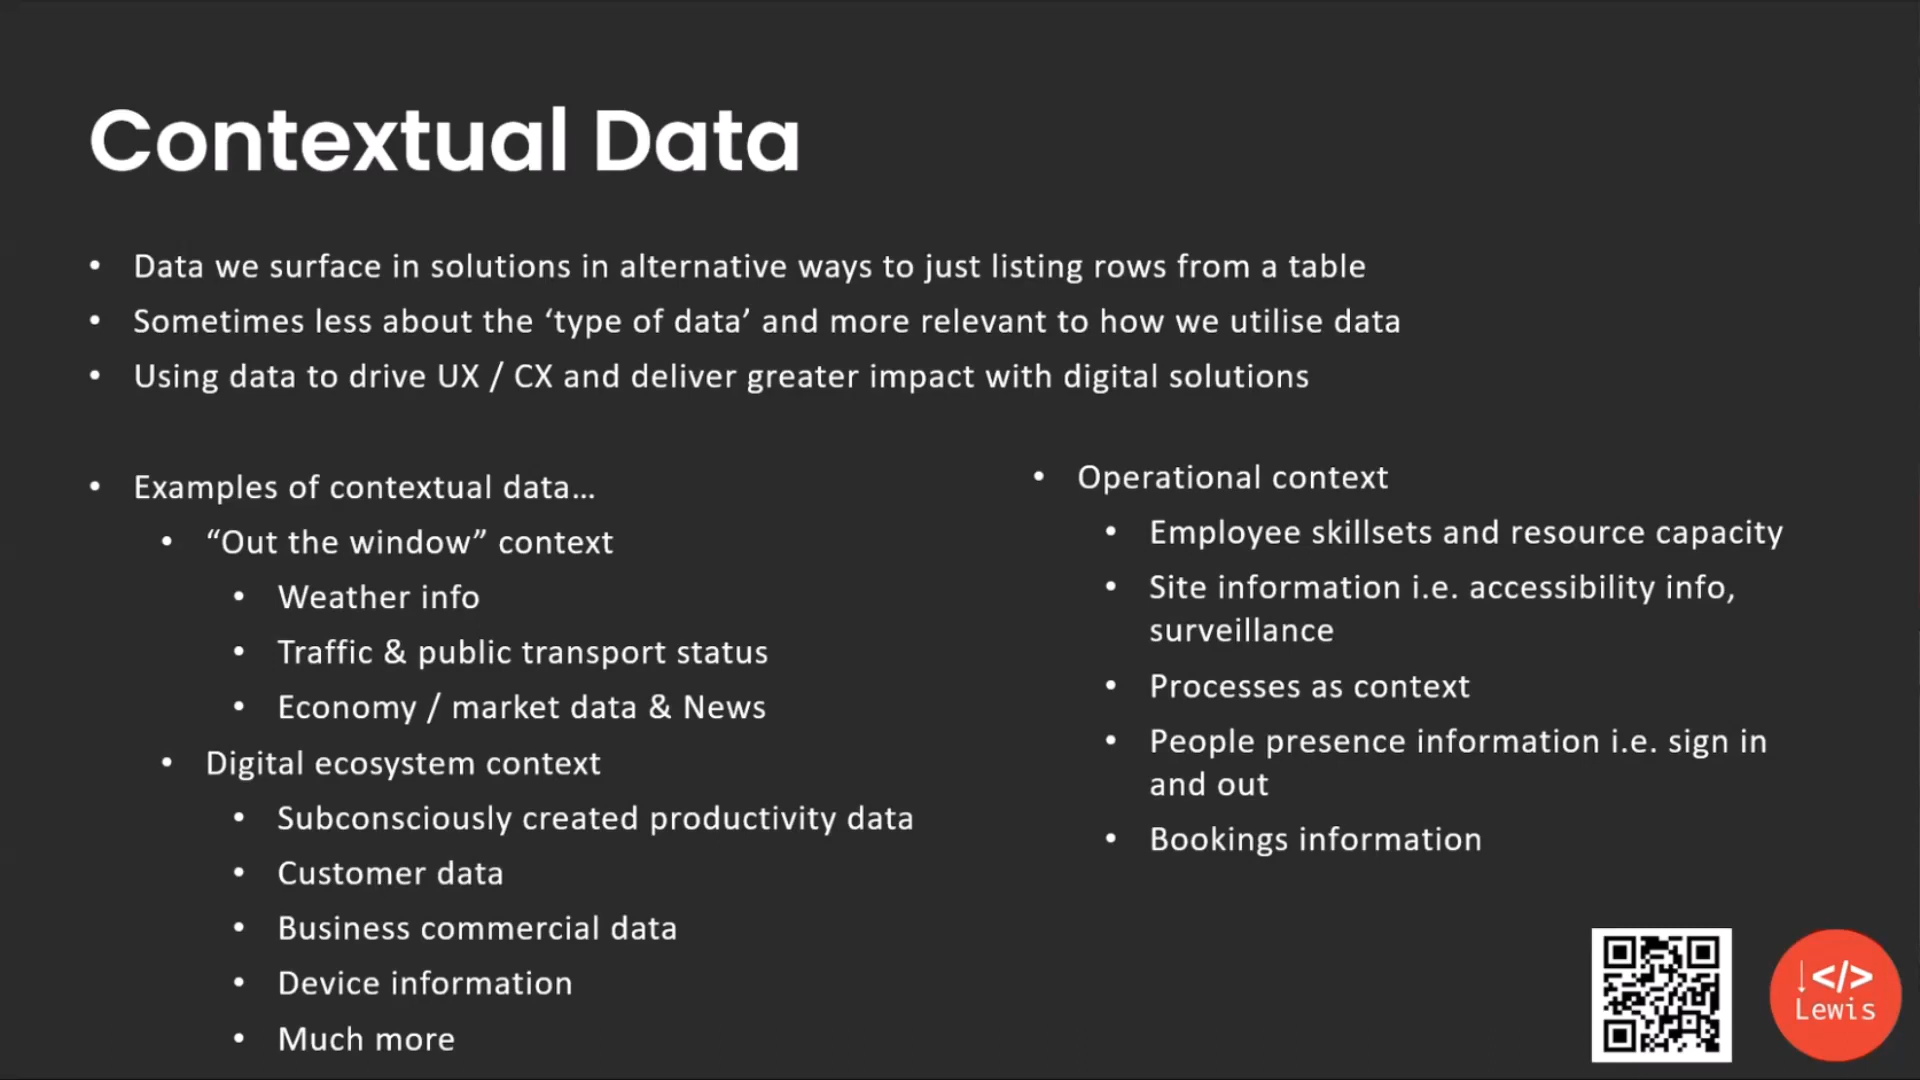 Contextual Data
• Data we surface in solutions in alternative ways to just listing rows from a table
• Sometimes less about the ‘type of data’ and more relevant to how we utilise data
• Using data to drive UX / CX and deliver greater impact with digital solutions
• Examples of contextual data…
• “Out the window” context
• Weather info
• Traffic & public transport status
• Economy / market data & News
• Digital ecosystem context
• Subconsciously created productivity data
• Customer data
• Business commercial data
• Device information
• Much more
• Operational context
• Employee skillsets and resource capacity
• Site information i.e. accessibility info,
surveillance
• Processes as context
• People presence information i.e. sign in
and out
• Bookings information
↓</>
Lewis